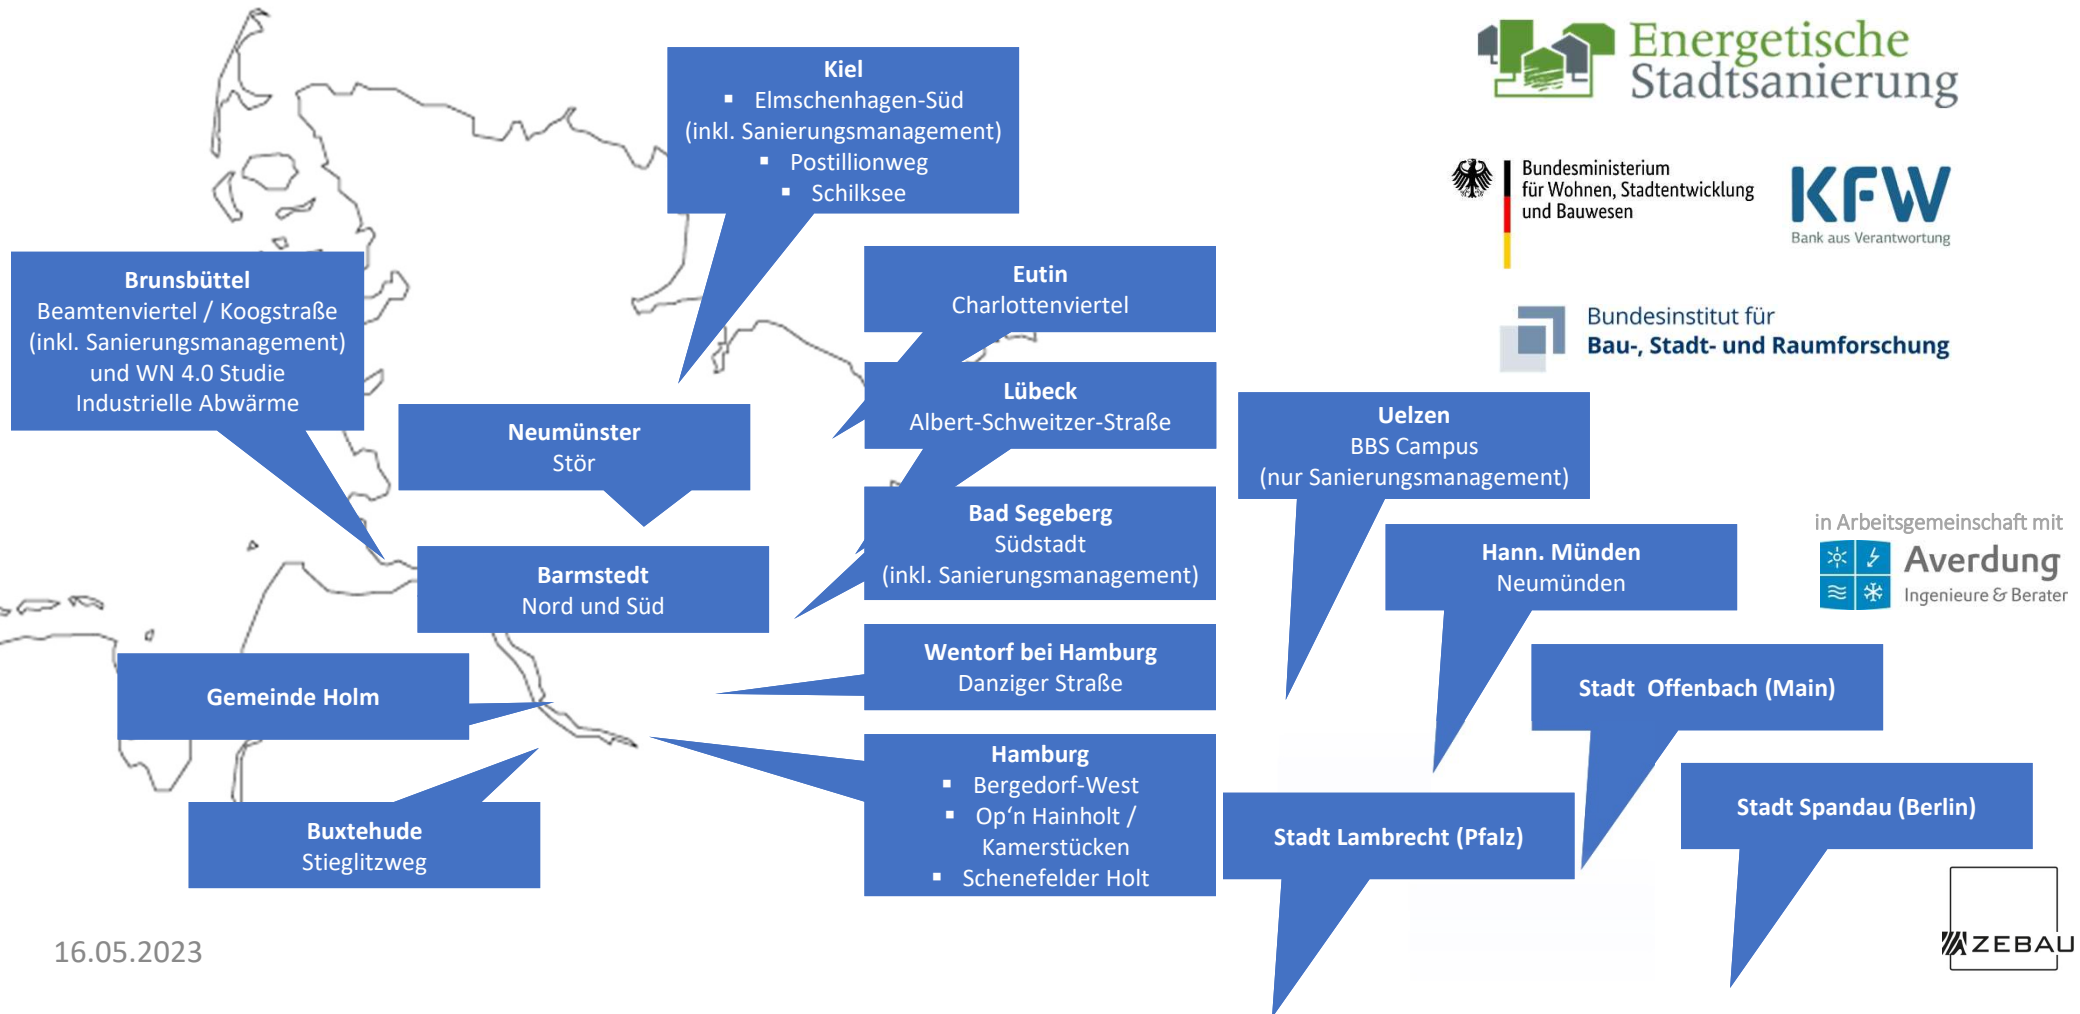 Energetische
Stadtsanierung
Kiel
▪ Elmschenhagen-Süd
(inkl. Sanierungsmanagement)
▪ Postillionweg
▪ Schilksee
Bundesministerium
für Wohnen, Stadtentwicklung
und Bauwesen
KFW
Bank aus Verantwortung
Brunsbüttel
Beamtenviertel / Koogstraße
(inkl. Sanierungsmanagement)
und WN 4.0 Studie
Industrielle Abwärme
Eutin
Charlottenviertel
Bundesinstitut für
Bau-, Stadt- und Raumforschung
Lübeck
Albert-Schweitzer-Straße
Neumünster
Stör
Uelzen
BBS Campus
(nur Sanierungsmanagement)
Bad Segeberg
Südstadt
(inkl. Sanierungsmanagement)
in Arbeitsgemeinschaft mit
Averdung
Ingenieure & Berater
Hann. Münden
Neumünden
Barmstedt
Nord und Süd
Wentorf bei Hamburg
Danziger Straße
Gemeinde Holm
Stadt  Offenbach (Main)
Hamburg
▪ Bergedorf-West
▪ Op‘n Hainholt /
Kamerstücken
▪ Schenefelder Holt
Buxtehude
Stieglitzweg
Stadt Lambrecht (Pfalz)
Stadt Spandau (Berlin)
16.05.2023
ZEBAU